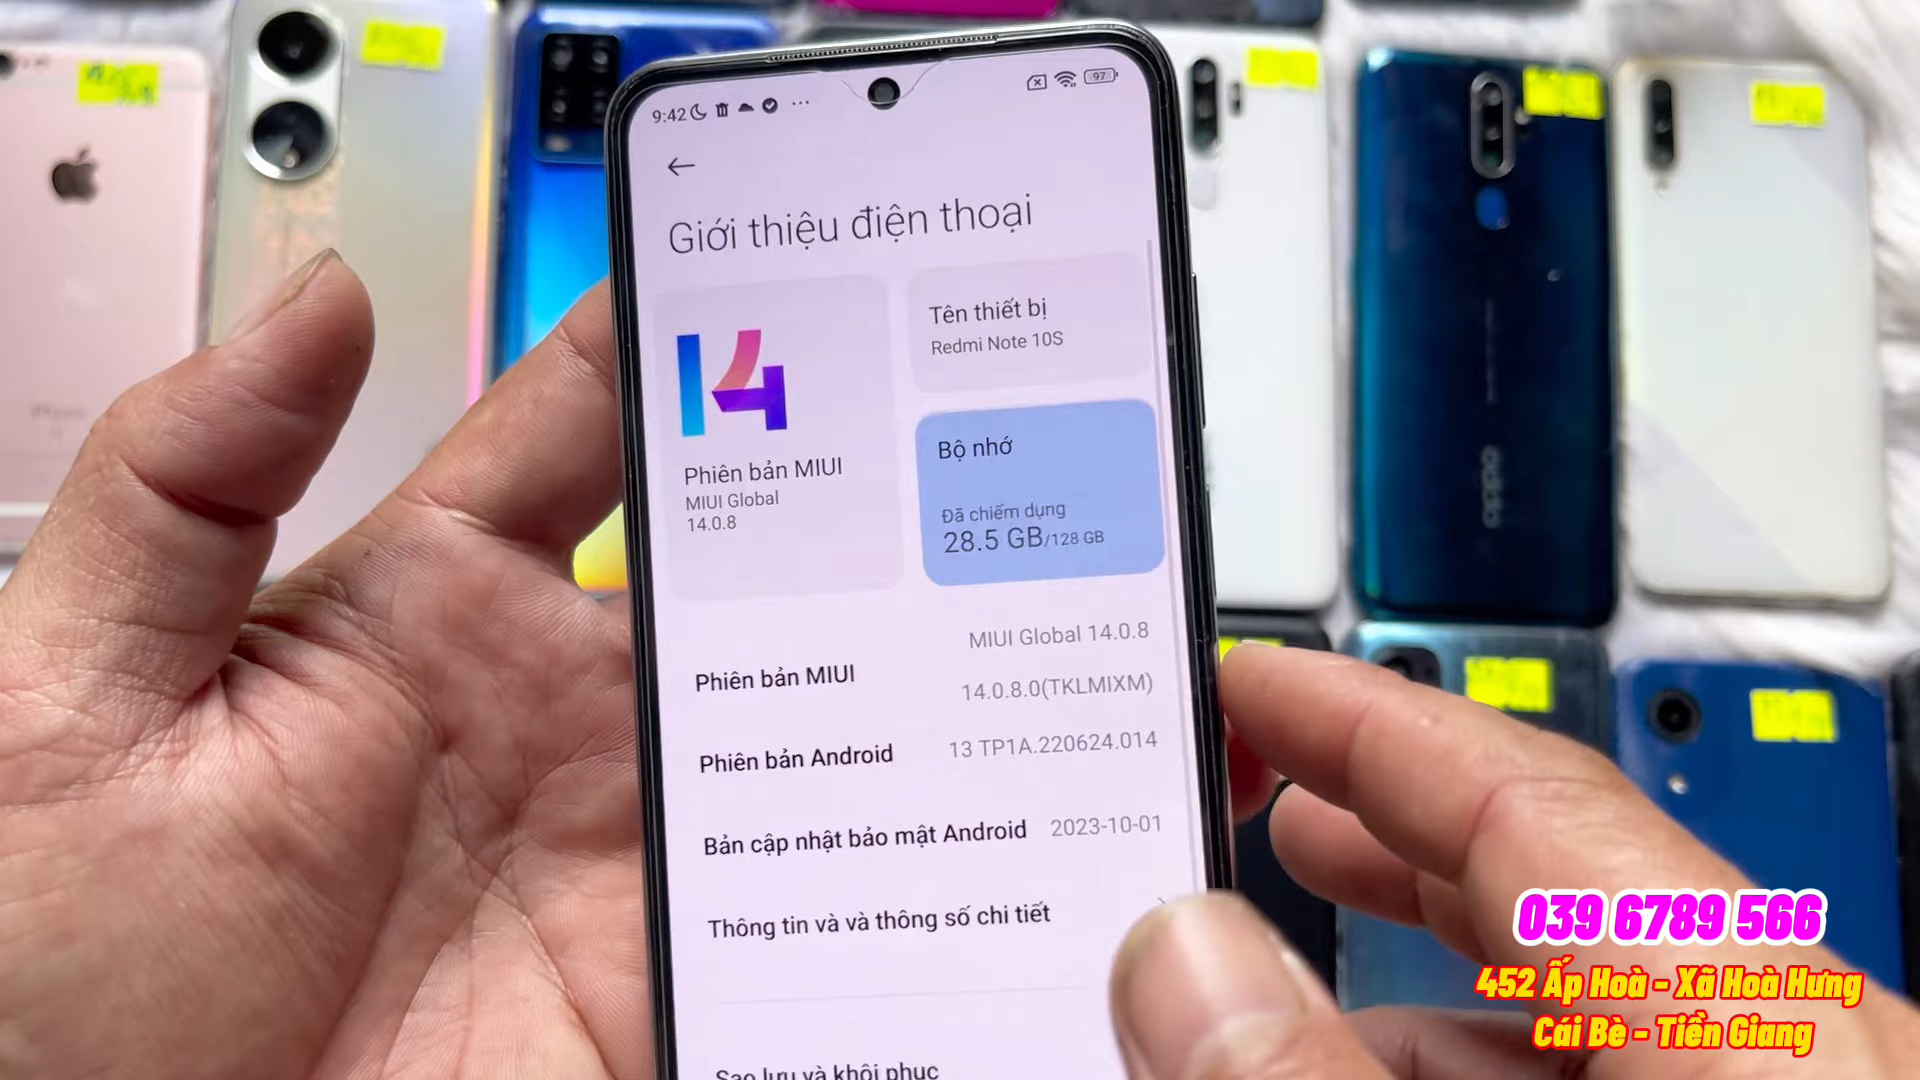 9:42
97
Giới thiệu điện thoại
Tên thiết bị
Redmi Note 10S
Phiên bản MIUI
MIUI Global
14.0.8
Bộ nhớ
Đã chiếm dụng
28.5 GB/128 GB
Phiên bản MIUI
MIUI Global 14.0.8
14.0.8.0(TKLMIXM)
Phiên bản Android
13 TP1A.220624.014
Bản cập nhật bảo mật Android
2023-10-01
Thông tin và và thông số chi tiết
Sao lưu và khôi phục
oppo
039 6789 566
452 Ấp Hoà - Xã Hoà Hưng
Cái Bè - Tiền Giang